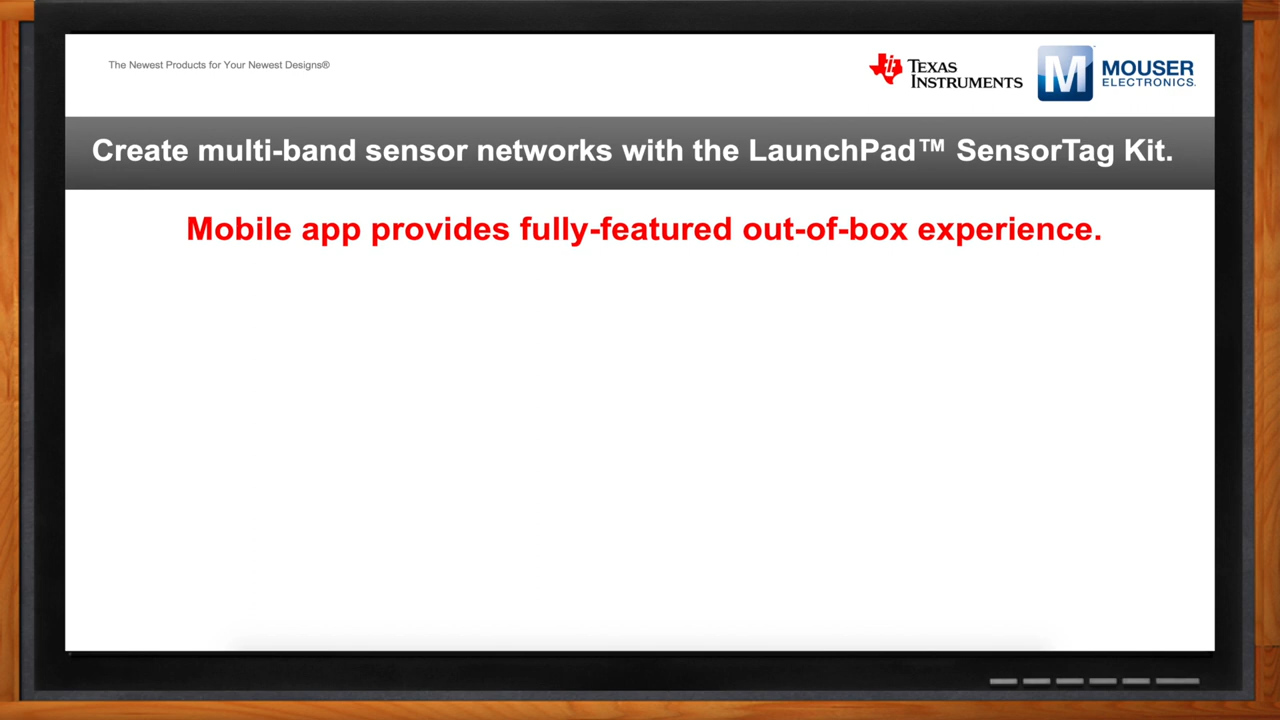 The Newest Products for Your Newest Designs®
TEXAS
INSTRUMENTS
M MOUSER
ELECTRONICS
Create multi-band sensor networks with the LaunchPad™ SensorTag Kit.
Mobile app provides fully-featured out-of-box experience.